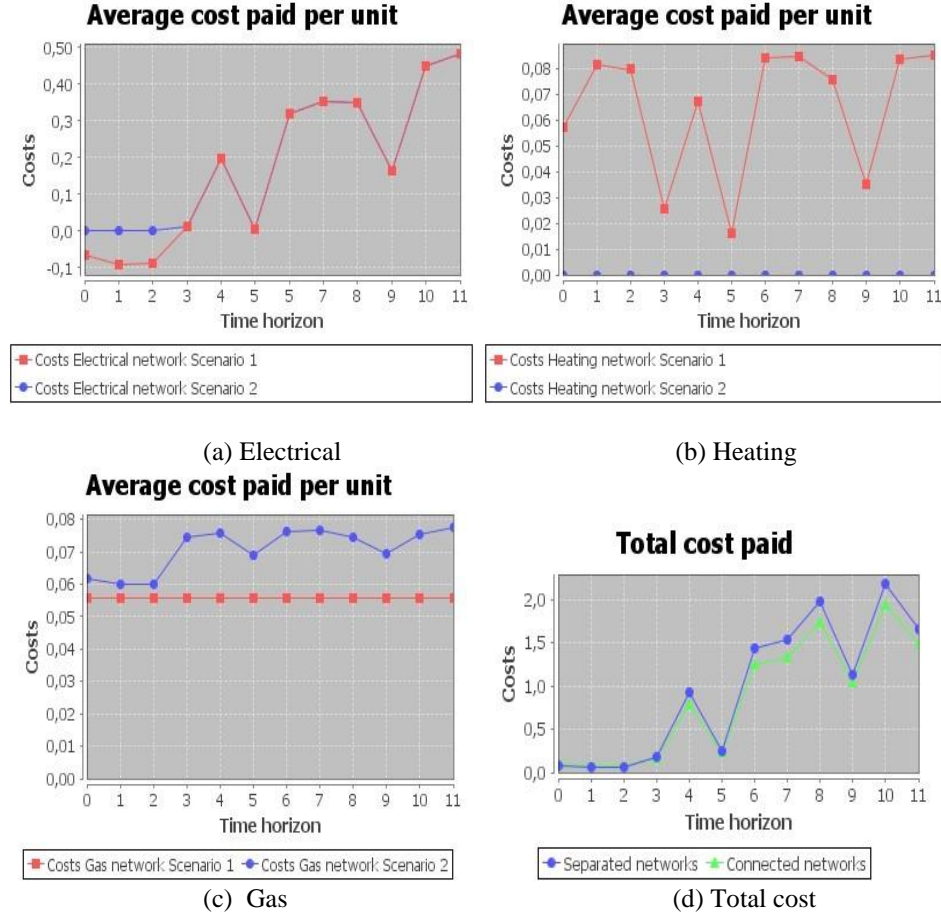 Average cost paid per unit
0,50
0,40
0,3
0,2
0,1
0,0
-0,1
Costs
0 1 2 3 4 5 5 7 8 9 10 11
Time horizon
Costs Electrical network Scenario 1
Costs Electrical network Scenario 2
(a) Electrical
Average cost paid per unit
0,08
0,07
0,06
0,05
0,04
0,03
0,02
0,01
0,00
Costs
0 1 2 3 4 5 6 7 8 9 10 11
Time horizon
Costs Heating network Scenario 1
Costs Heating network Scenario 2
(b) Heating
Average cost paid per unit
0,08
0,07
0,06
0,05
0,04
0,03
0,02
0,01
0,00
Costs
0 1 2 3 4 5 6 7 8 9 10 11
Time horizon
Costs Gas network Scenario 1 Costs Gas network Scenario 2
(c) Gas
Total cost paid
2,0
1,5
1,0
0,5
0,0
Costs
0 1 2 3 4 5 6 7 8 9 10 11
Time horizon
Separated networks Connected networks
(d) Total cost